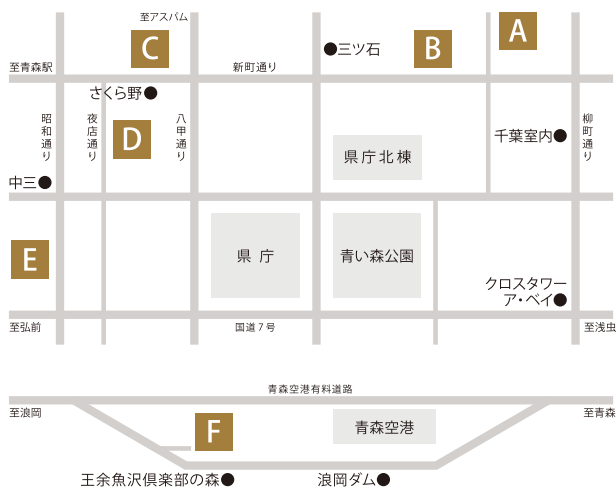 至アスパム
A
B
C
三ツ石
至青森駅
新町通り
さくら野
昭和通り
夜店通り
D
八甲通り
柳町通り
千葉室内
県庁北棟
中三
E
県庁
青い森公園
クロスタワー
ア・ベイ
至弘前
国道7号
至浅虫
青森空港有料道路
至浪岡
F
青森空港
至青森
王余魚沢倶楽部の森
浪岡ダム